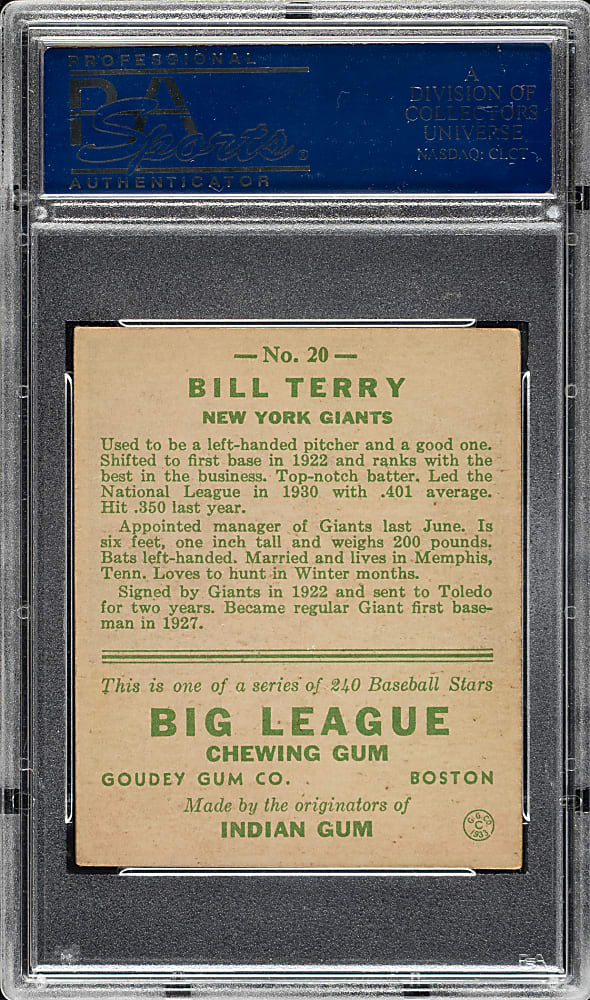 PROFESSIONAL
PSA
Sports
AUTHENTICATOR
A
DIVISION OF
COLLECTORS
UNIVERSE
NASDAQ: CLCT
— No. 20 —
BILL TERRY
NEW YORK GIANTS
Used to be a left-handed pitcher and a good one.
Shifted to first base in 1922 and ranks with the
best in the business. Top-notch batter. Led the
National League in 1930 with .401 average.
Hit .350 last year.
Appointed manager of Giants last June. Is
six feet, one inch tall and weighs 200 pounds.
Bats left-handed. Married and lives in Memphis,
Tenn. Loves to hunt in Winter months.
Signed by Giants in 1922 and sent to Toledo
for two years. Became regular Giant first base-
man in 1927.
This is one of a series of 240 Baseball Stars
BIG LEAGUE
CHEWING GUM
GOUDEY GUM CO. BOSTON
Made by the originators of
INDIAN GUM
G.G.CO.
C
1933
PSA